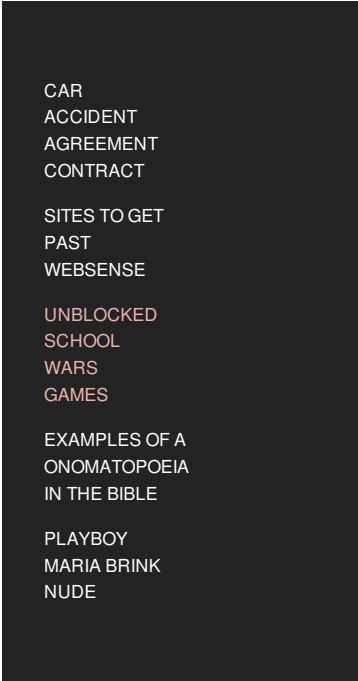 CAR
ACCIDENT
AGREEMENT
CONTRACT
SITES TO GET
PAST
WEBSENSE
UNBLOCKED
SCHOOL
WARS
GAMES
EXAMPLES OF A
ONOMATOPOEIA
IN THE BIBLE
PLAYBOY
MARIA BRINK
NUDE